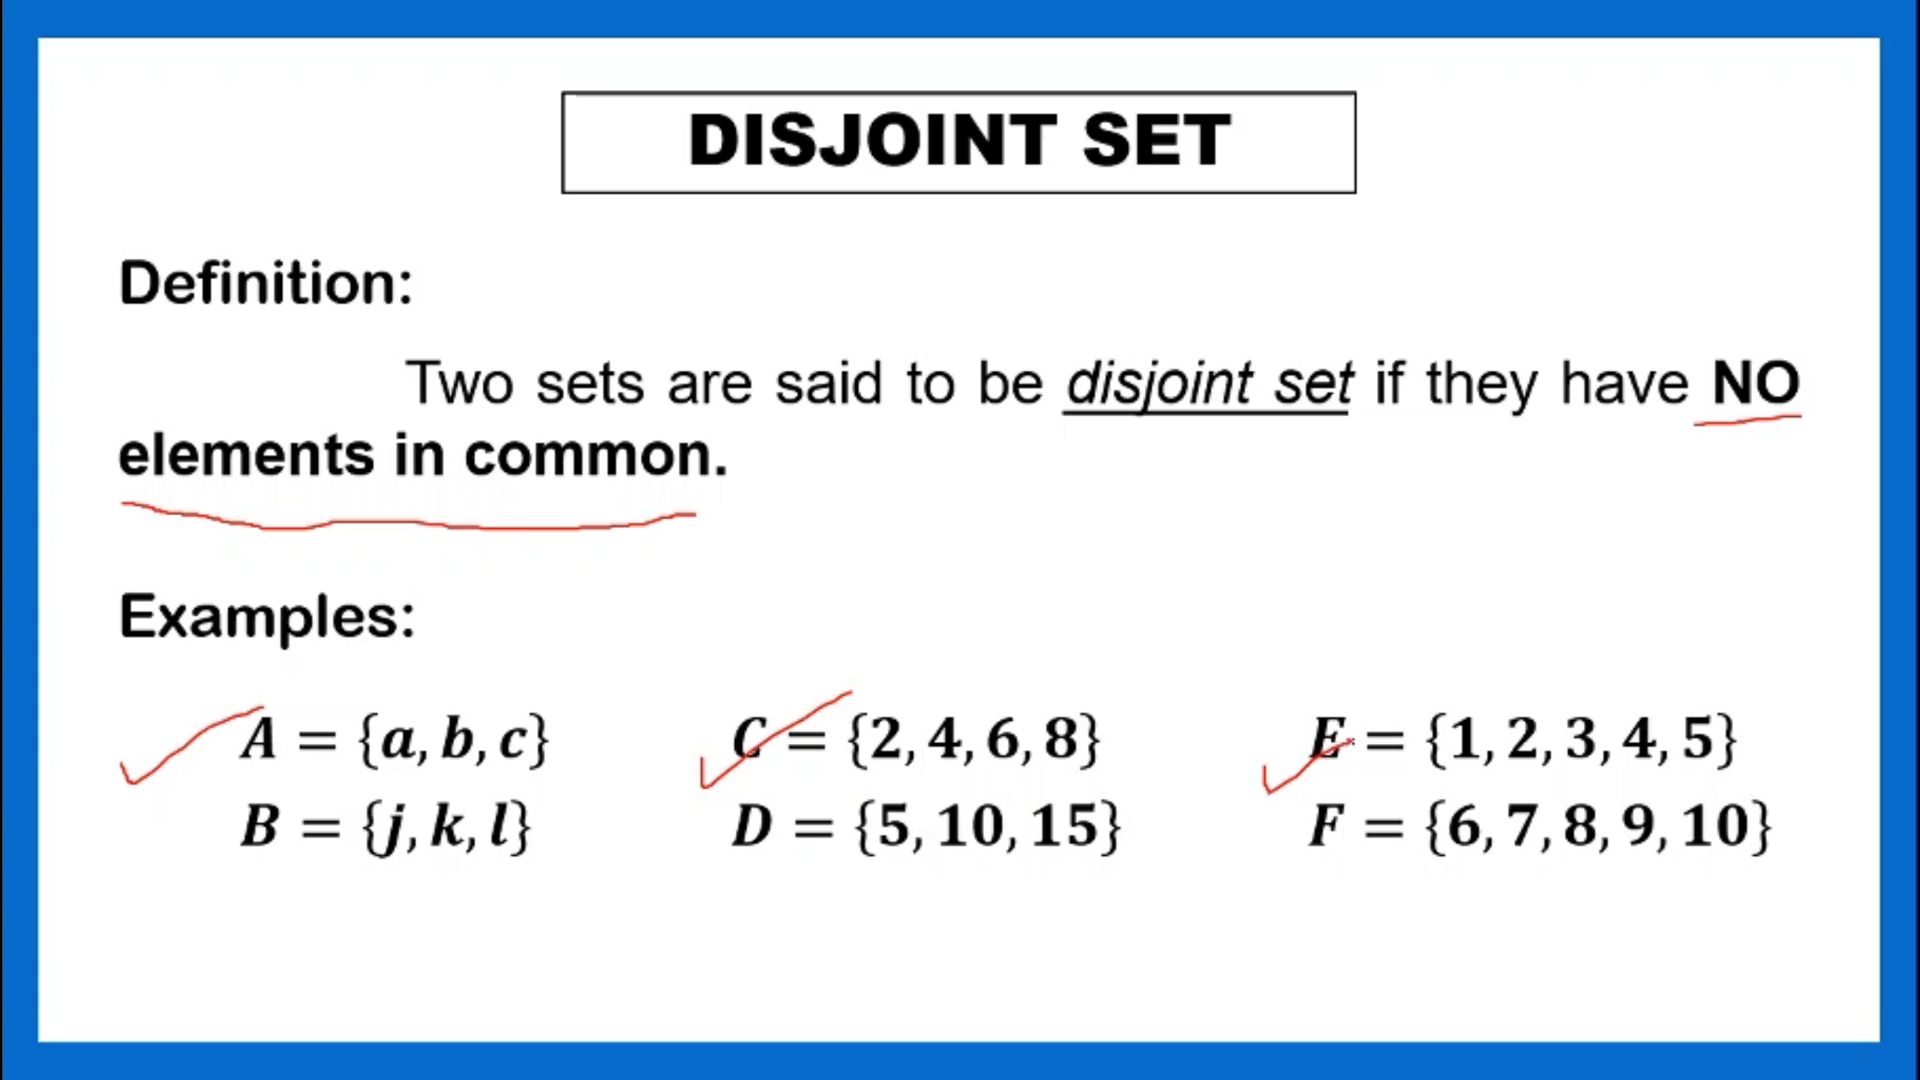 DISJOINT SET
Definition:
Two sets are said to be disjoint set if they have NO
elements in common.
Examples:
A = {a, b, c}
B = {j, k, l}
C = {2, 4, 6, 8}
D = {5, 10, 15}
E = {1, 2, 3, 4, 5}
F = {6, 7, 8, 9, 10}